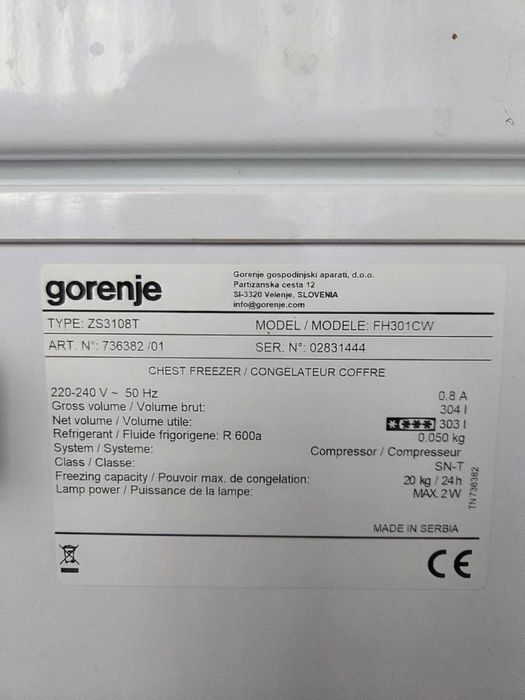 gorenje
Gorenje gospodinjski aparati, d.o.o.
Partizanska cesta 12
SI-3320 Velenje, SLOVENIA
info@gorenje.com
TYPE: ZS3108T MODEL / MODELE: FH301CW
ART. N°: 736382 /01 SER. N°: 02831444
CHEST FREEZER / CONGÉLATEUR COFFRE
220-240 V ~ 50 Hz 0.8 A
Gross volume / Volume brut: 304 l
Net volume / Volume utile: 303 l
Refrigerant / Fluide frigorigene: R 600a 0.050 kg
System / Systeme: Compressor / Compresseur
Class / Classe: SN-T
Freezing capacity / Pouvoir max. de congelation: 20 kg / 24h
Lamp power / Puissance de la lampe: MAX. 2W
TN736382
MADE IN SERBIA
CE